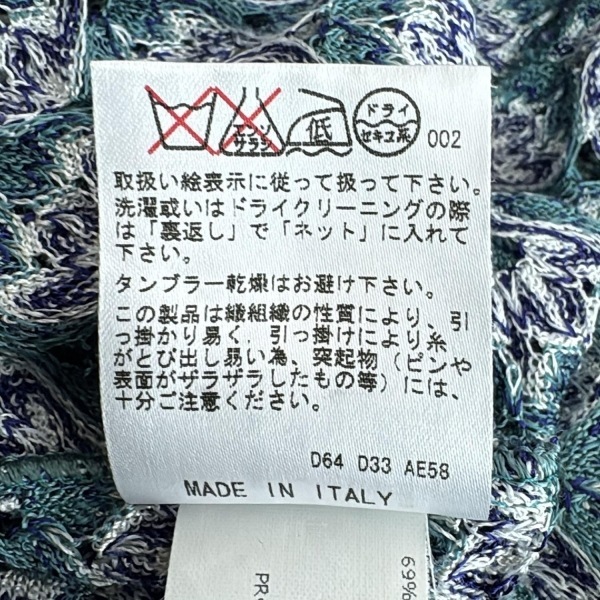 エンソ
サラシ
低
ドライ
セキユ系
002
取扱い絵表示に従って扱って下さい。
洗濯或いはドライクリーニングの際
は「裏返し」で「ネット」に入れて
下さい。
タンブラー乾燥はお避け下さい。
この製品は繊組織の性質により、引
っ掛かり易く、引っ掛けにより糸
がとび出し易い為、突起物（ピンや
表面がザラザラしたもの等）には、
十分ご注意ください。
D64 D33 AE58
MADE IN ITALY
69%